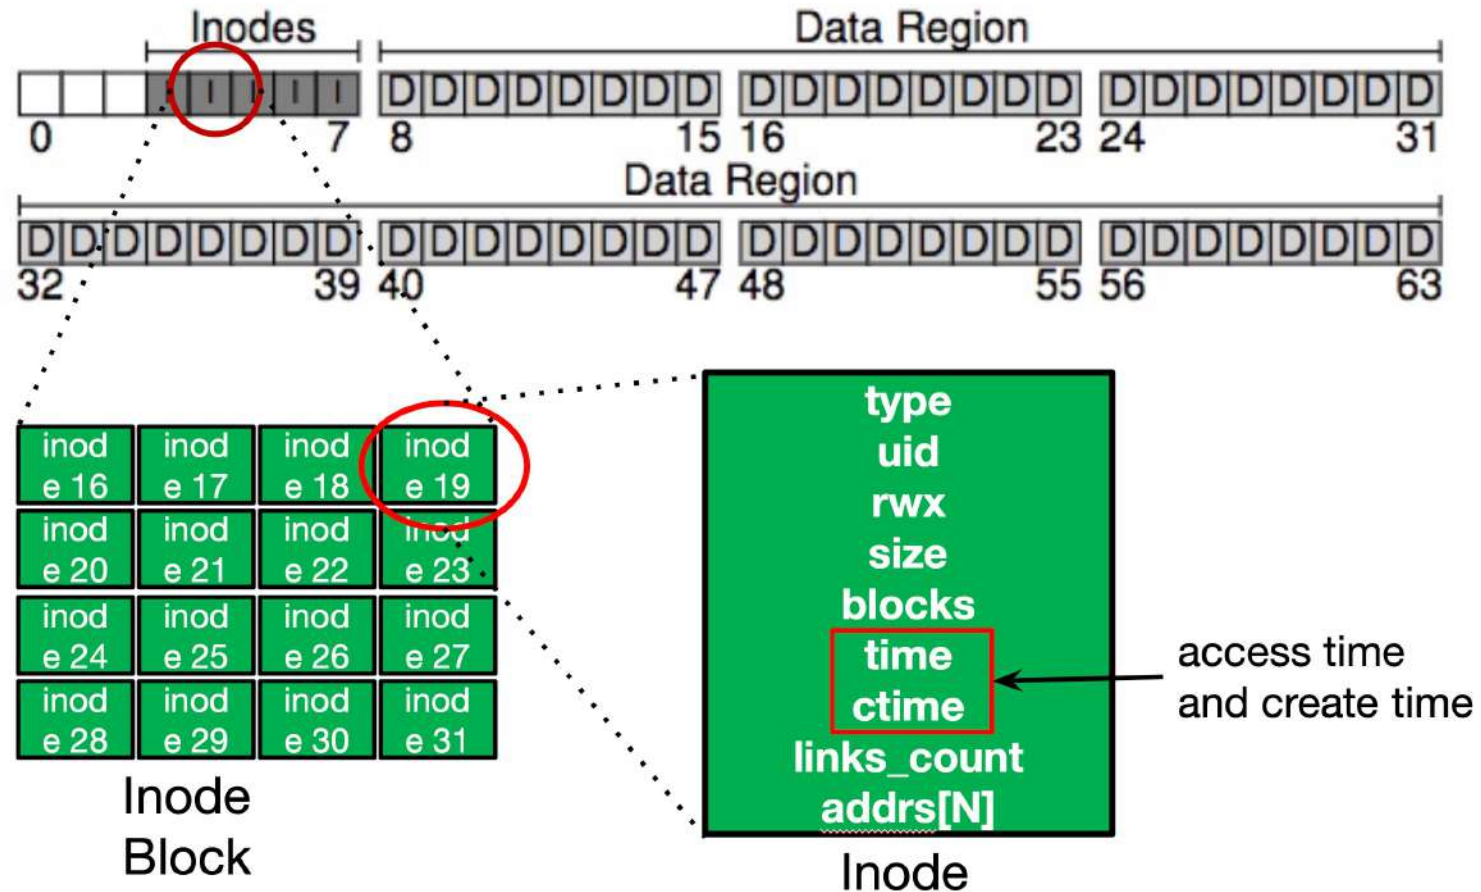 Inodes
Data Region
I I I I I D D D D D D D D D D D D D D D D D D D D D D D D
0 7 8 15 16 23 24 31
Data Region
D D D D D D D D D D D D D D D D D D D D D D D D D D D D D D D D
32 39 40 47 48 55 56 63
inod
e 16
inod
e 17
inod
e 18
inod
e 19
inod
e 20
inod
e 21
inod
e 22
inod
e 23
inod
e 24
inod
e 25
inod
e 26
inod
e 27
inod
e 28
inod
e 29
inod
e 30
inod
e 31
Inode
Block
type
uid
rwx
size
blocks
time
ctime
links_count
addrs[N]
Inode
access time
and create time